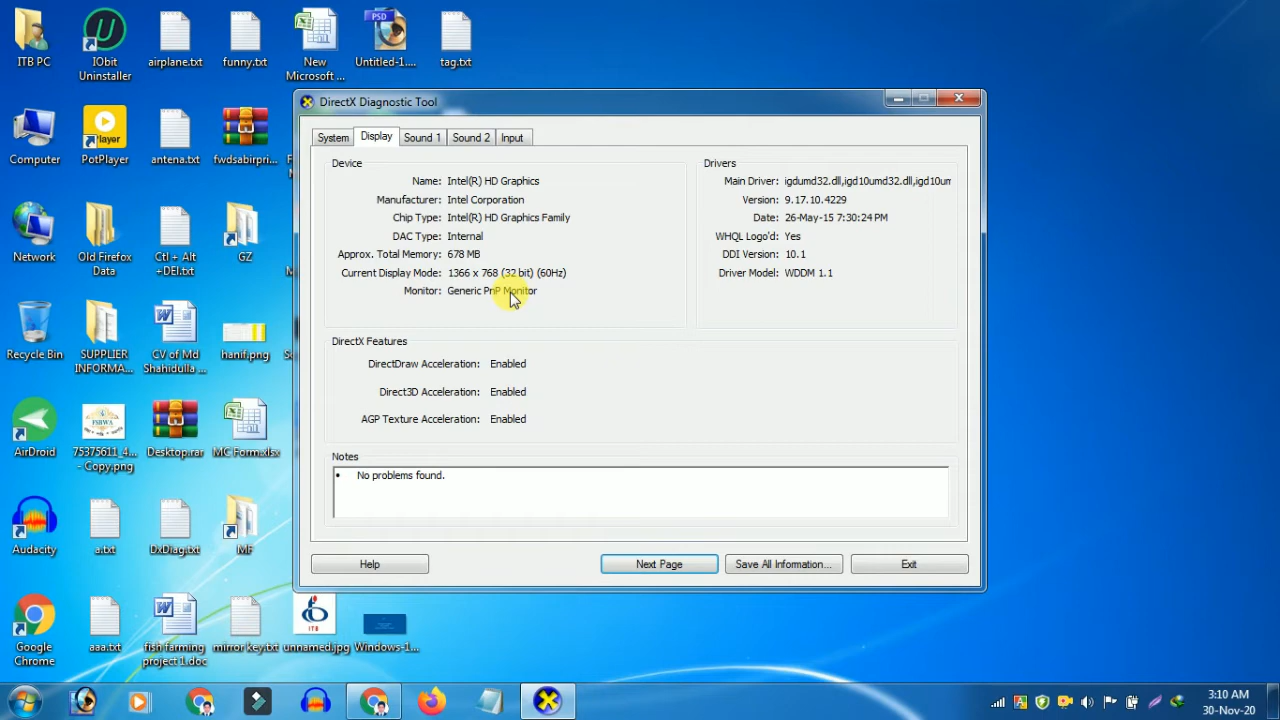 ITB PC
IObit
Uninstaller
airplane.txt
funny.txt
New
Microsoft ...
PSD
Untitled-1....
tag.txt
Computer
Player
PotPlayer
antena.txt
fwdsabirpri...
Network
Old Firefox
Data
Ctl + Alt
+DEl.txt
GZ
Recycle Bin
SUPPLIER
INFORMA...
CV of Md
Shahidulla ...
hanif.png
AirDroid
FSBWA
75375611_4...
- Copy.png
Desktop.rar
MC Form.xlsx
Audacity
a.txt
DxDiag.txt
MF
Google
Chrome
aaa.txt
fish farming
project 1.doc
mirror key.txt
ITB
unnamed.jpg
Windows-1...
DirectX Diagnostic Tool
System
Display
Sound 1
Sound 2
Input
Device
Name: Intel(R) HD Graphics
Manufacturer: Intel Corporation
Chip Type: Intel(R) HD Graphics Family
DAC Type: Internal
Approx. Total Memory: 678 MB
Current Display Mode: 1366 x 768 (32 bit) (60Hz)
Monitor: Generic PnP Monitor
Drivers
Main Driver: igdumd32.dll,igd10umd32.dll,igd10um
Version: 9.17.10.4229
Date: 26-May-15 7:30:24 PM
WHQL Logo'd: Yes
DDI Version: 10.1
Driver Model: WDDM 1.1
DirectX Features
DirectDraw Acceleration: Enabled
Direct3D Acceleration: Enabled
AGP Texture Acceleration: Enabled
Notes
• No problems found.
Help
Next Page
Save All Information...
Exit
3:10 AM
30-Nov-20